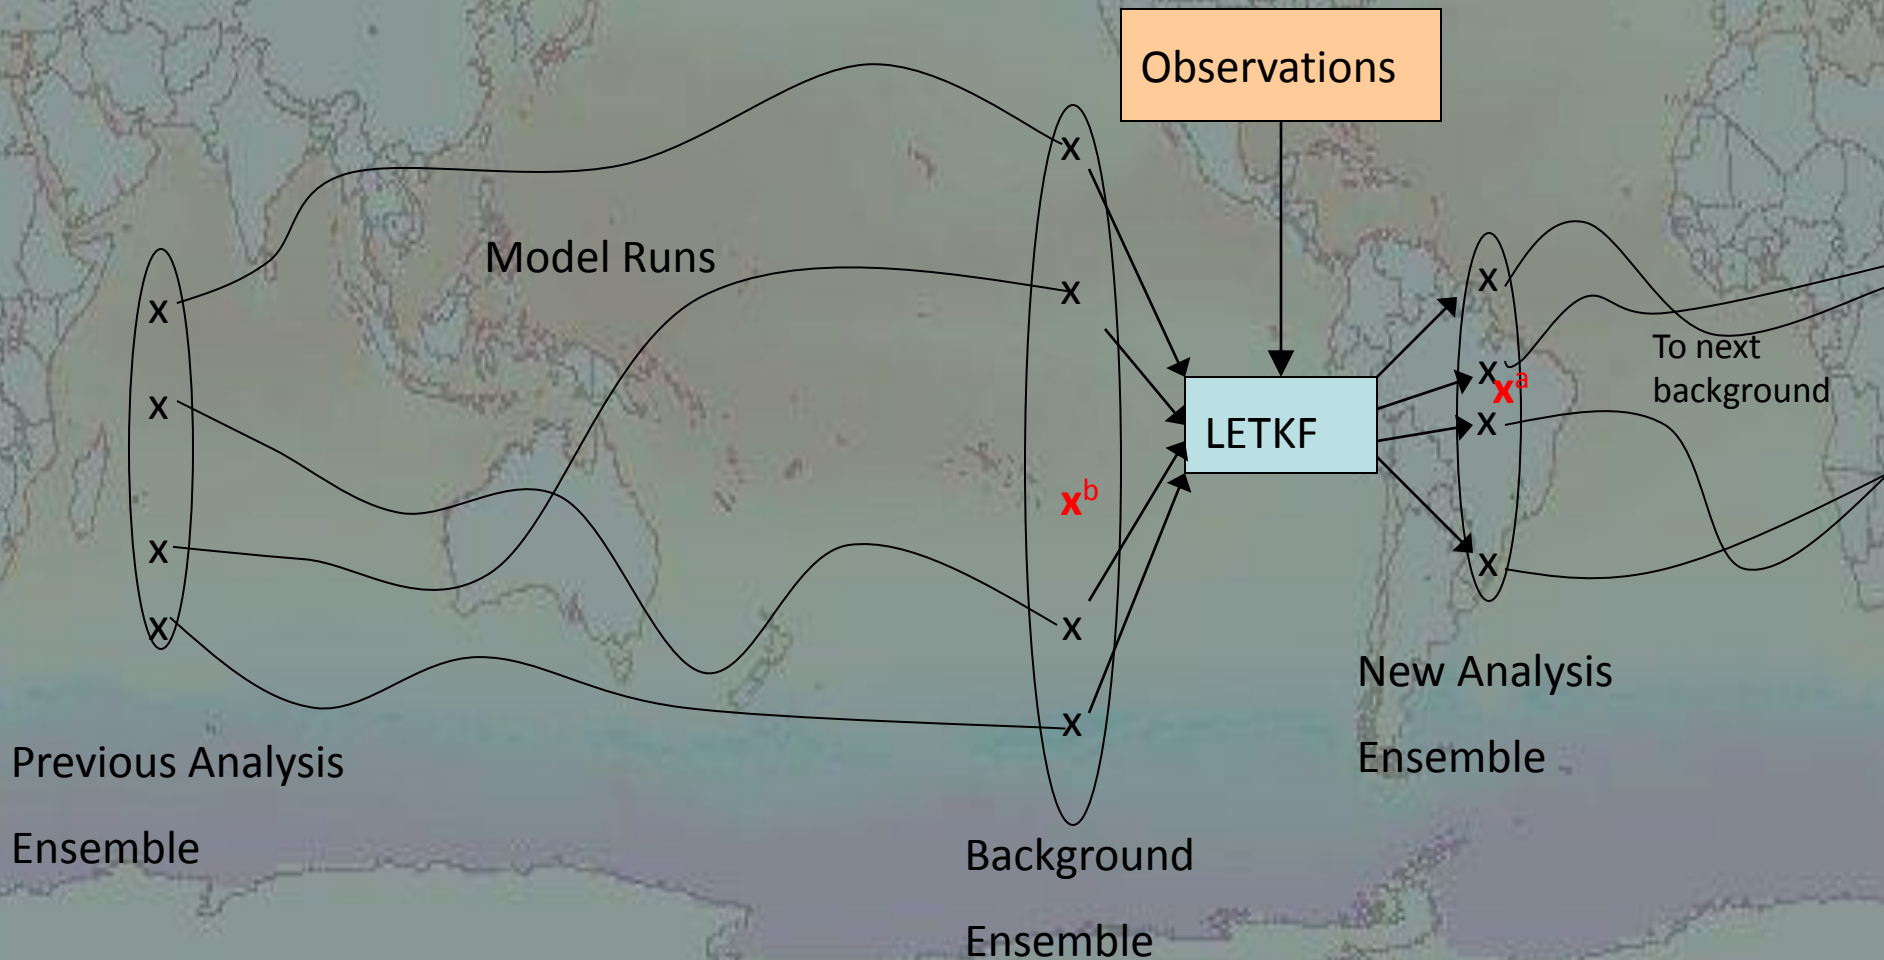 Observations
Model Runs
x
x
x
x
x
x
x^b
x
x
LETKF
x
x
x^a
x
x
To next
background
Previous Analysis
Ensemble
Background
Ensemble
New Analysis
Ensemble